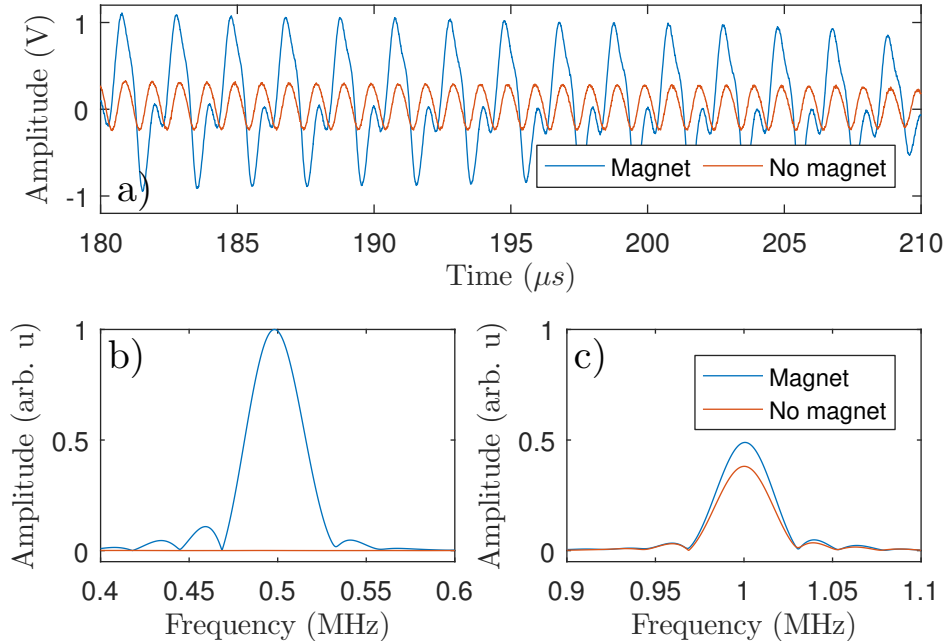 1
0
-1
Amplitude (V)
a)
Magnet
No magnet
180 185 190 195 200 205 210
Time (μs)
b)
1
0.5
0
Amplitude (arb. u)
0.4 0.45 0.5 0.55 0.6
Frequency (MHz)
c)
1
0.5
0
Amplitude (arb. u)
Magnet
No magnet
0.9 0.95 1 1.05 1.1
Frequency (MHz)